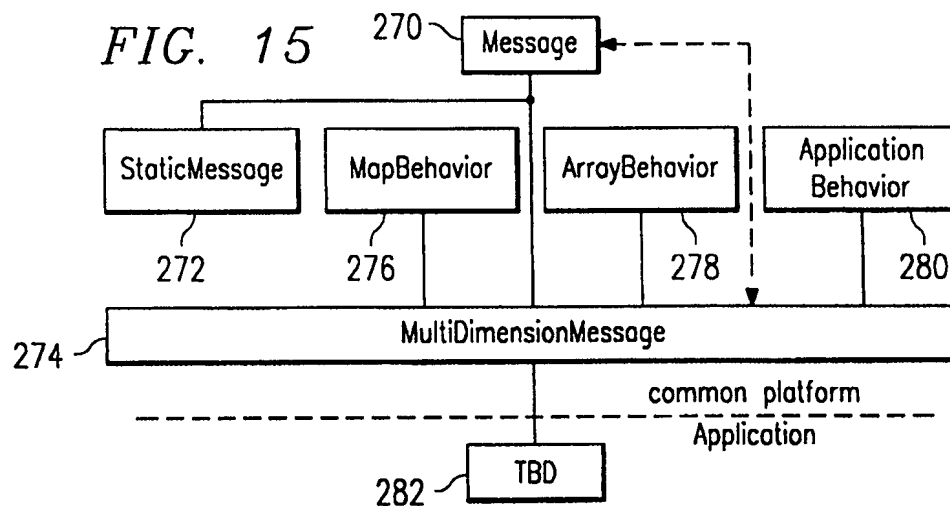 FIG. 15
270
Message
StaticMessage
MapBehavior
ArrayBehavior
Application
Behavior
272
276
278
280
274
MultiDimensionMessage
common platform
Application
TBD
282